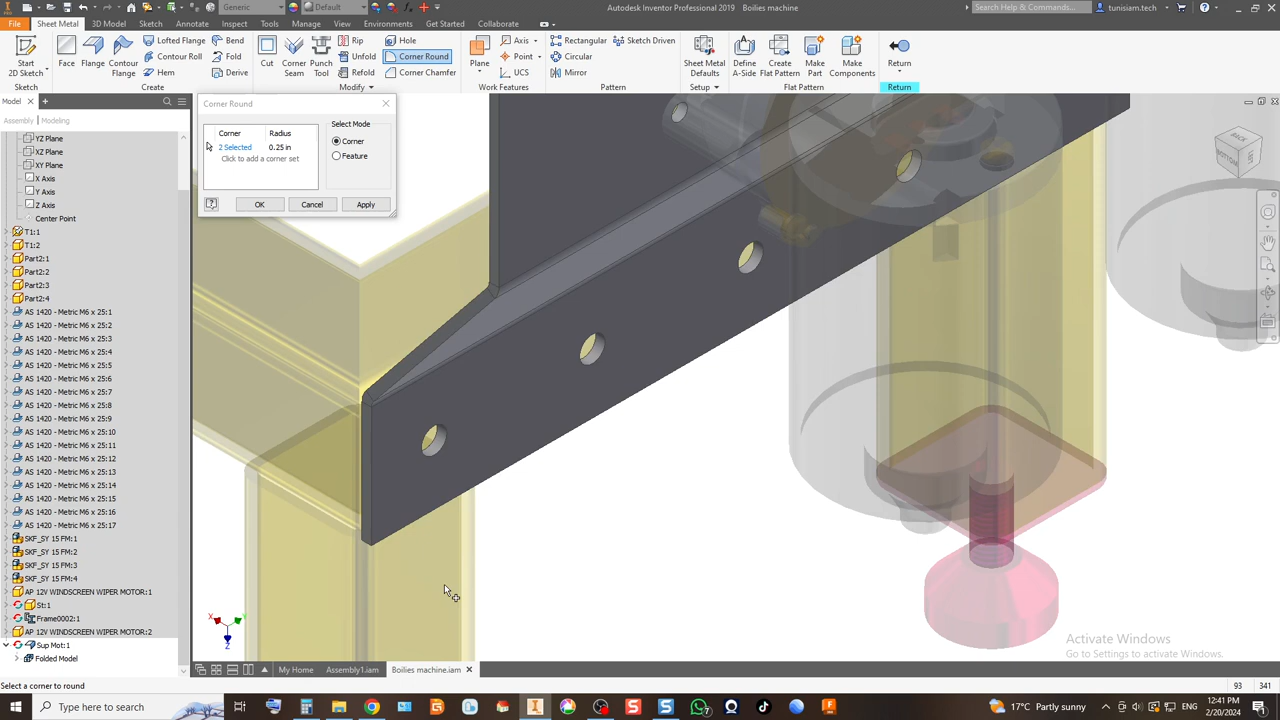 Generic
Default
Autodesk Inventor Professional 2019   Boilies machine
Search Help & Commands...
tunisiam.tech
File
Sheet Metal
3D Model
Sketch
Annotate
Inspect
Tools
Manage
View
Environments
Get Started
Collaborate
Start
2D Sketch
Face
Flange
Contour
Flange
Lofted Flange
Contour Roll
Hem
Bend
Fold
Derive
Cut
Corner
Seam
Punch
Tool
Rip
Unfold
Refold
Hole
Corner Round
Corner Chamfer
Plane
Axis
Point
UCS
Rectangular
Circular
Mirror
Sketch Driven
Sheet Metal
Defaults
Define
A-Side
Create
Flat Pattern
Make
Part
Make
Components
Return
Sketch
Create
Modify
Work Features
Pattern
Setup
Flat Pattern
Return
Model
Assembly
Modeling
YZ Plane
XZ Plane
XY Plane
X Axis
Y Axis
Z Axis
Center Point
T1:1
T1:2
Part2:1
Part2:2
Part2:3
Part2:4
AS 1420 - Metric M6 x 25:1
AS 1420 - Metric M6 x 25:2
AS 1420 - Metric M6 x 25:3
AS 1420 - Metric M6 x 25:4
AS 1420 - Metric M6 x 25:5
AS 1420 - Metric M6 x 25:6
AS 1420 - Metric M6 x 25:7
AS 1420 - Metric M6 x 25:8
AS 1420 - Metric M6 x 25:9
AS 1420 - Metric M6 x 25:10
AS 1420 - Metric M6 x 25:11
AS 1420 - Metric M6 x 25:12
AS 1420 - Metric M6 x 25:13
AS 1420 - Metric M6 x 25:14
AS 1420 - Metric M6 x 25:15
AS 1420 - Metric M6 x 25:16
AS 1420 - Metric M6 x 25:17
SKF_SY 15 FM:1
SKF_SY 15 FM:2
SKF_SY 15 FM:3
SKF_SY 15 FM:4
AP 12V WINDSCREEN WIPER MOTOR:1
St:1
Frame0002:1
AP 12V WINDSCREEN WIPER MOTOR:2
Sup Mot:1
Folded Model
Corner Round
Corner
Radius
2 Selected
0.25 in
Click to add a corner set
Select Mode
Corner
Feature
OK
Cancel
Apply
BACK
BOTTOM
X
Y
Z
Activate Windows
Go to Settings to activate Windows.
My Home
Assembly1.iam
Boilies machine.iam
Select a corner to round
93
341
Type here to search
17°C Partly sunny
12:41 PM
2/20/2024